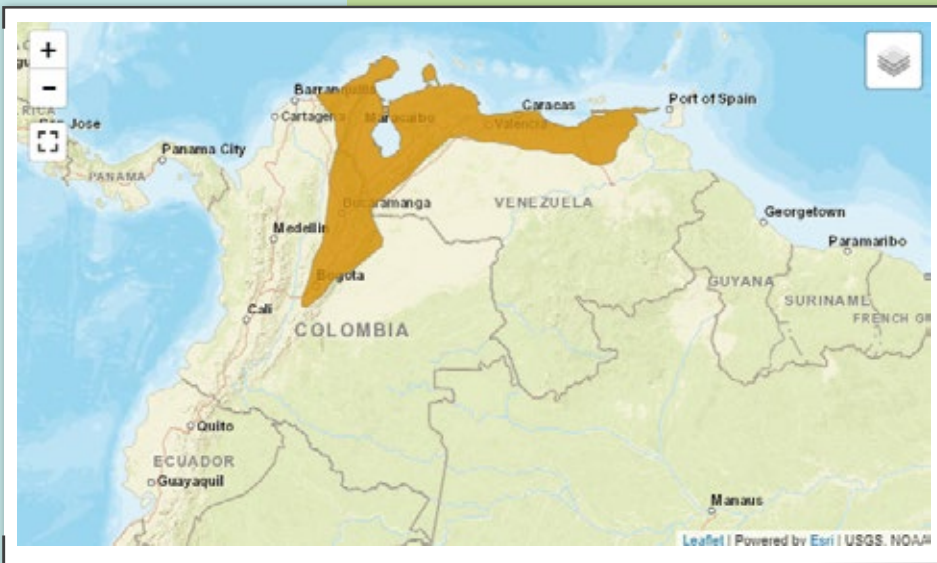 +
−
Barranquilla
Cartagena
Maracaibo
Caracas
Valencia
Port of Spain
San Jose
Panama City
PANAMA
Bucaramanga
VENEZUELA
Medellin
Georgetown
Paramaribo
Bogota
GUYANA
SURINAME
FRENCH
Cali
COLOMBIA
Quito
ECUADOR
Guayaquil
Manaus
Leaflet | Powered by Esri | USGS, NOAA